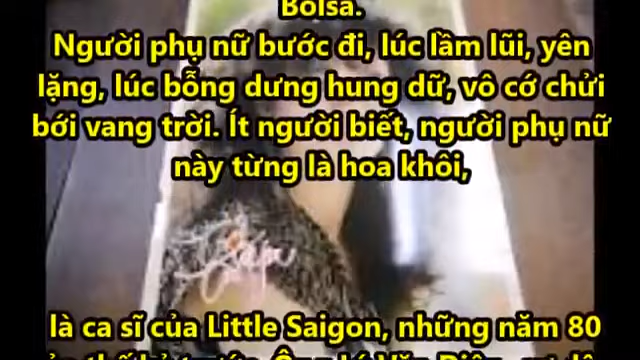 Bolsa.
Người phụ nữ bước đi, lúc lầm lũi, yên
lặng, lúc bỗng dưng hung dữ, vô cớ chửi
bới vang trời. Ít người biết, người phụ nữ
này từng là hoa khôi,
là ca sĩ của Little Saigon, những năm 80